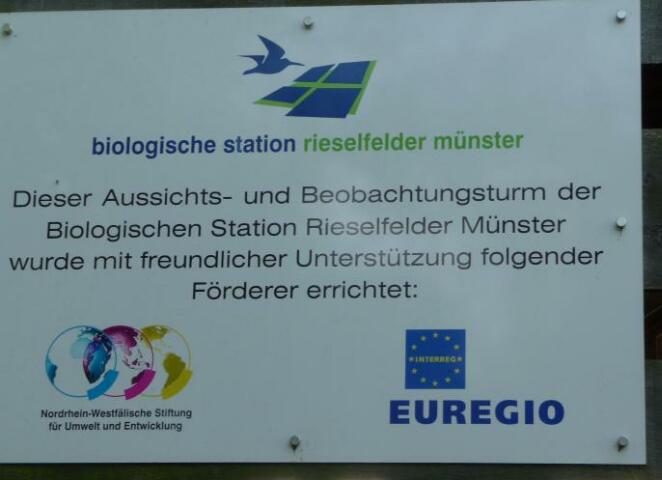 biologische station rieselfelder münster
Dieser Aussichts- und Beobachtungsturm der
Biologischen Station Rieselfelder Münster
wurde mit freundlicher Unterstützung folgender
Förderer errichtet:
Nordrhein-Westfälische Stiftung
für Umwelt und Entwicklung
INTERREG
EUREGIO